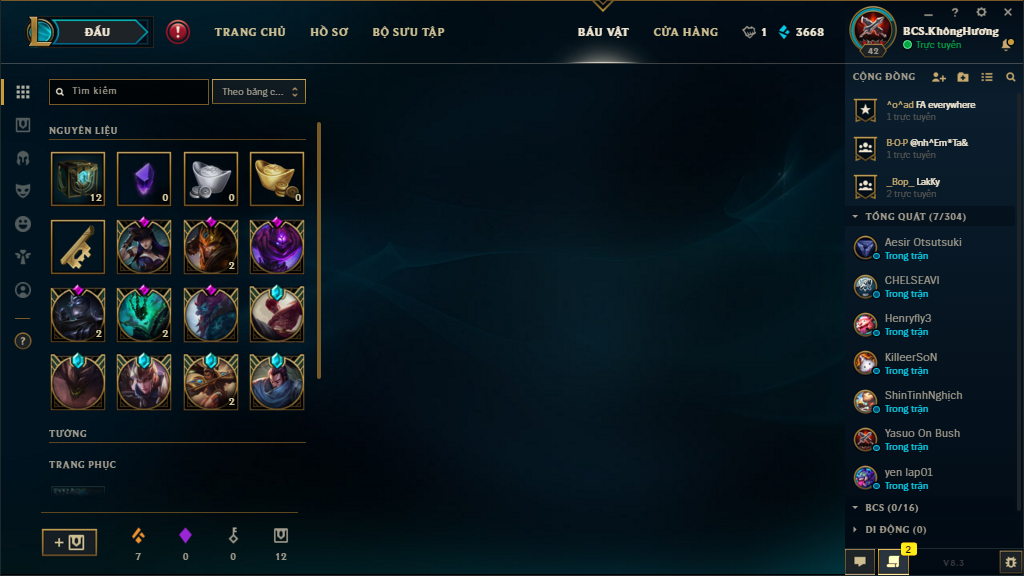 ĐẤU
TRANG CHỦ
HỒ SƠ
BỘ SƯU TẬP
BÁU VẬT
CỬA HÀNG
1
3668
42
BCS.KhôngHương
Trực tuyến
Tìm kiếm
Theo bảng c...
NGUYÊN LIỆU
12
0
0
0
2
2
2
2
TƯỚNG
TRANG PHỤC
7
0
0
12
CỘNG ĐỒNG
^o^ad FA everywhere
1 trực tuyến
B-O-P @nh^Em*Ta&
1 trực tuyến
_Bop_ LakKy
2 trực tuyến
TỔNG QUÁT (7/304)
Aesir Otsutsuki
Trong trận
CHELSEAVI
Trong trận
Henryfly3
Trong trận
KilleerSoN
Trong trận
ShinTinhNghịch
Trong trận
Yasuo On Bush
Trong trận
yen lap01
Trong trận
BCS (0/16)
DI ĐỘNG (0)
2
V8.3